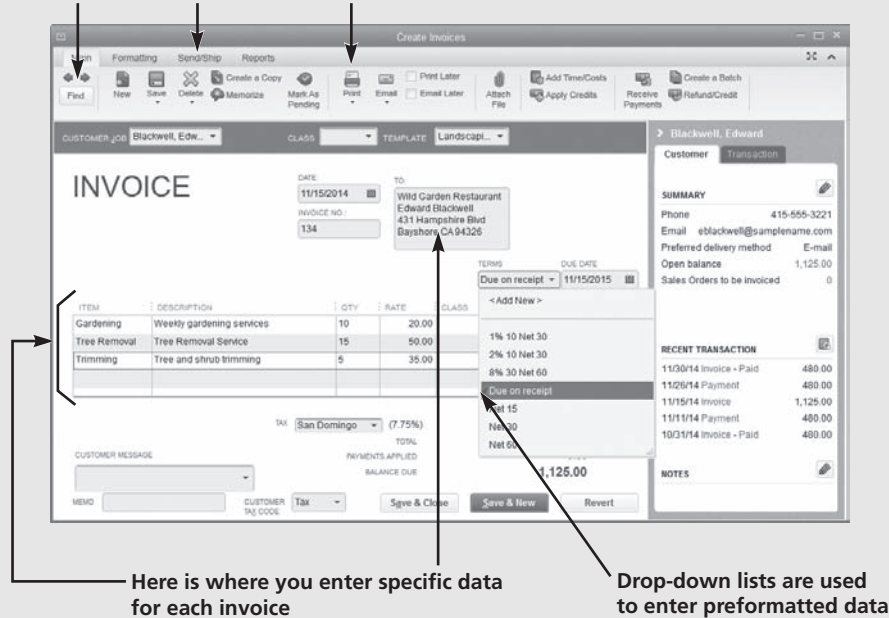 Create Invoices
Main Formatting Send/Ship Reports
Find New Save Delete Create a Copy Memorize Mark As Pending Print Email Print Later Email Later Attach File Add Time/Costs Apply Credits Receive Payments Create a Batch Refund/Credit
CUSTOMER:JOB Blackwell, Edw... CLASS TEMPLATE Landscapi...
Blackwell, Edward
Customer Transaction
INVOICE
DATE
11/15/2014
INVOICE NO.
134
TO
Wild Garden Restaurant
Edward Blackwell
431 Hampshire Blvd
Bayshore CA 94326
TERMS DUE DATE
Due on receipt 11/15/2015
< Add New >
1% 10 Net 30
2% 10 Net 30
8% 30 Net 60
Due on receipt
Net 15
Net 30
Net 60
ITEM DESCRIPTION QTY RATE CLASS
Gardening Weekly gardening services 10 20.00
Tree Removal Tree Removal Service 15 50.00
Trimming Tree and shrub trimming 5 35.00
TAX San Domingo (7.75%)
TOTAL
PAYMENTS APPLIED
BALANCE DUE 1,125.00
CUSTOMER MESSAGE
MEMO
CUSTOMER TAX CODE Tax
Save & Close Save & New Revert
SUMMARY
Phone 415-555-3221
Email eblackwell@samplename.com
Preferred delivery method E-mail
Open balance 1,125.00
Sales Orders to be invoiced 0
RECENT TRANSACTION
11/30/14 Invoice - Paid 480.00
11/26/14 Payment 480.00
11/15/14 Invoice 1,125.00
11/11/14 Payment 480.00
10/31/14 Invoice - Paid 480.00
NOTES
Here is where you enter specific data
for each invoice
Drop-down lists are used
to enter preformatted data